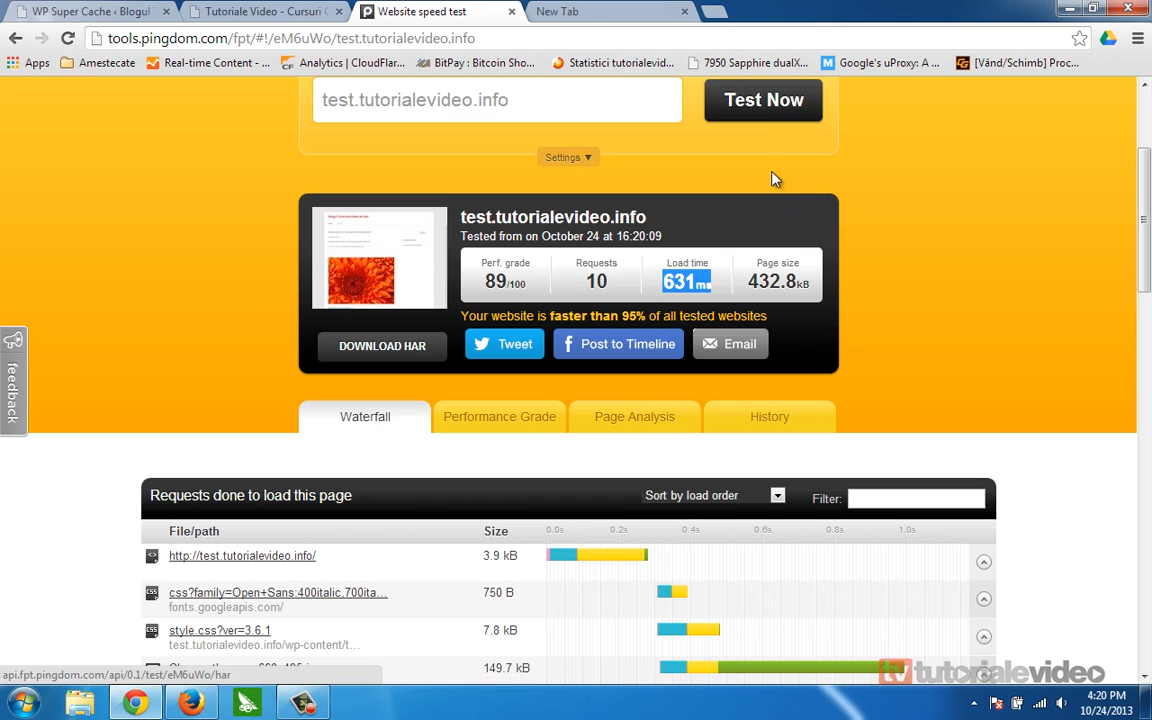 WP Super Cache ‹ Blogul T
Tutoriale Video - Cursuri G
Website speed test
New Tab
tools.pingdom.com/fpt/#!/eM6uWo/test.tutorialevideo.info
Apps
Amestecate
Real-time Content - ...
Analytics | CloudFlar...
BitPay : Bitcoin Sho...
Statistici tutorialevid...
7950 Sapphire dualX...
Google's uProxy: A ...
[Vând/Schimb] Proc...
test.tutorialevideo.info
Test Now
Settings ▼
test.tutorialevideo.info
Tested from on October 24 at 16:20:09
Perf. grade
Requests
Load time
Page size
89/100
10
631ms
432.8kB
Your website is faster than 95% of all tested websites
DOWNLOAD HAR
Tweet
Post to Timeline
Email
feedback
Waterfall
Performance Grade
Page Analysis
History
Requests done to load this page
Sort by load order
Filter:
File/path
Size
0.0s
0.2s
0.4s
0.6s
0.8s
1.0s
http://test.tutorialevideo.info/
3.9 kB
css?family=Open+Sans:400italic,700ita...
750 B
fonts.googleapis.com/
style.css?ver=3.6.1
7.8 kB
test.tutorialevideo.info/wp-content/t...
149.7 kB
api.fpt.pingdom.com/api/0.1/test/eM6uWo/har
tv tutorialevideo
4:20 PM
10/24/2013